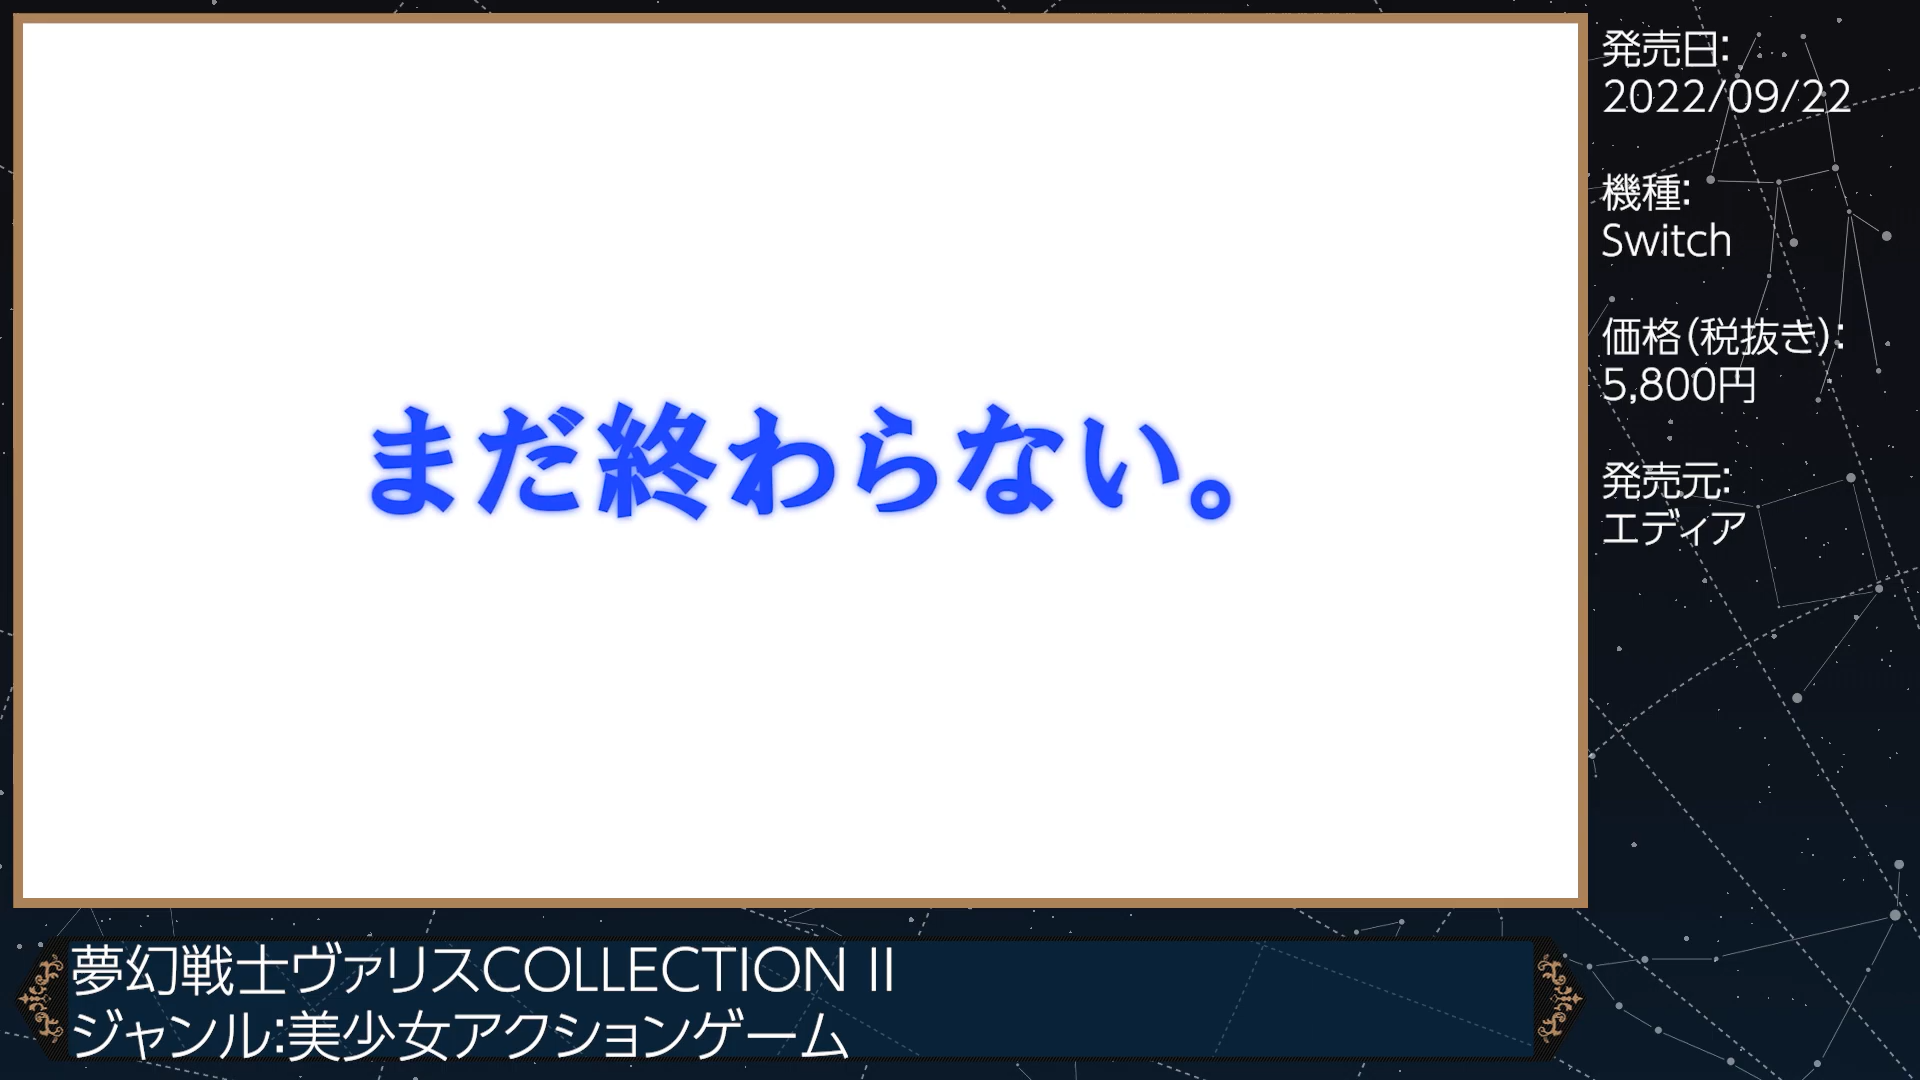 まだ終わらない。
発売日:
2022/09/22
機種:
Switch
価格(税抜き):
5,800円
発売元:
エディア
夢幻戦士ヴァリスCOLLECTION II
ジャンル:美少女アクションゲーム